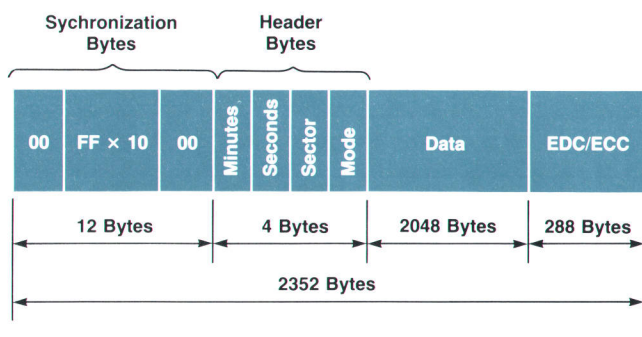 Sychronization
Bytes
Header
Bytes
00 FF × 10 00 Minutes Seconds Sector Mode Data EDC/ECC
12 Bytes 4 Bytes 2048 Bytes 288 Bytes
2352 Bytes